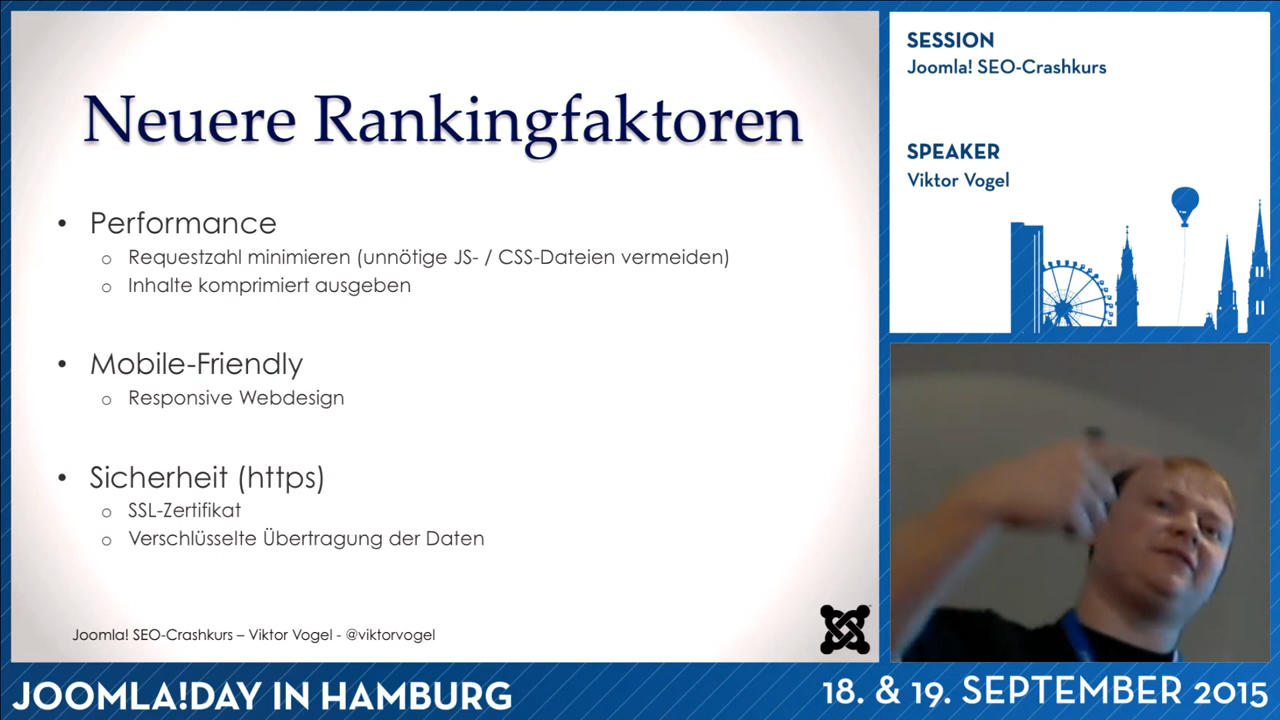 Neuere Rankingfaktoren
• Performance
o Requestzahl minimieren (unnötige JS- / CSS-Dateien vermeiden)
o Inhalte komprimiert ausgeben
• Mobile-Friendly
o Responsive Webdesign
• Sicherheit (https)
o SSL-Zertifikat
o Verschlüsselte Übertragung der Daten
Joomla! SEO-Crashkurs – Viktor Vogel - @viktorvogel
SESSION
Joomla! SEO-Crashkurs
SPEAKER
Viktor Vogel
JOOMLA!DAY IN HAMBURG
18. & 19. SEPTEMBER 2015